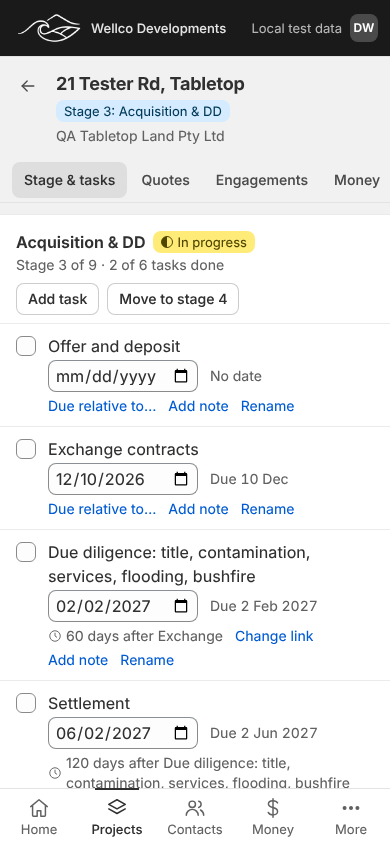 Wellco Developments
Local test data
DW
21 Tester Rd, Tabletop
Stage 3: Acquisition & DD
QA Tabletop Land Pty Ltd
Stage & tasks
Quotes
Engagements
Money
Acquisition & DD
In progress
Stage 3 of 9 · 2 of 6 tasks done
Add task
Move to stage 4
Offer and deposit
mm/dd/yyyy
No date
Due relative to...
Add note
Rename
Exchange contracts
12/10/2026
Due 10 Dec
Due relative to...
Add note
Rename
Due diligence: title, contamination,
services, flooding, bushfire
02/02/2027
Due 2 Feb 2027
60 days after Exchange
Change link
Add note
Rename
Settlement
06/02/2027
Due 2 Jun 2027
120 days after Due diligence: title,
contamination, services, flooding, bushfire
Home
Projects
Contacts
Money
More